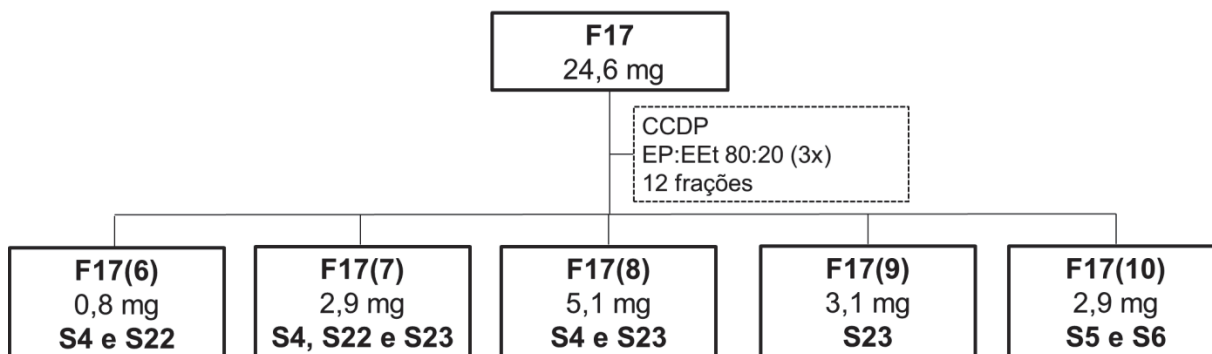 F17
24,6 mg
CCDP
EP:EEt 80:20 (3x)
12 frações
F17(6)
0,8 mg
S4 e S22
F17(7)
2,9 mg
S4, S22 e S23
F17(8)
5,1 mg
S4 e S23
F17(9)
3,1 mg
S23
F17(10)
2,9 mg
S5 e S6